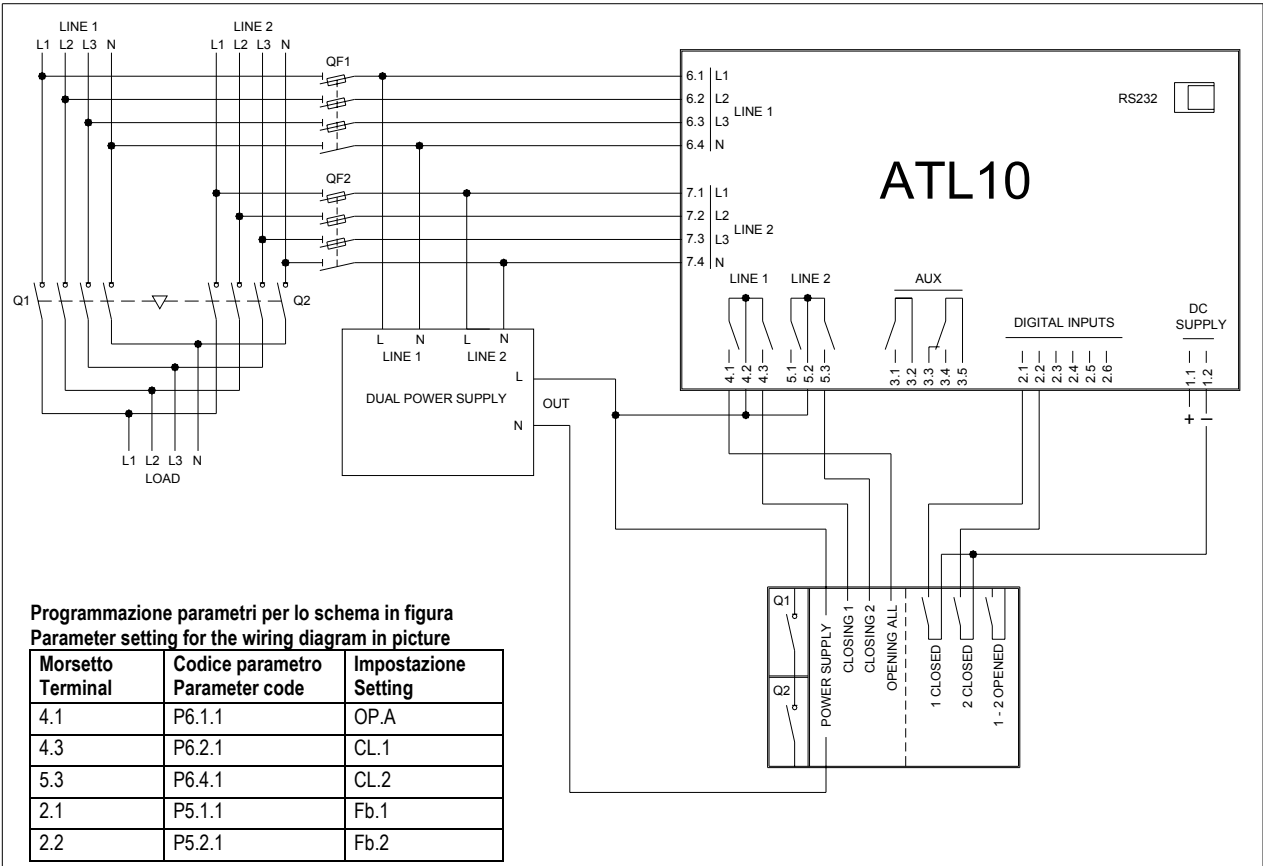 LINE 1
L1 L2 L3 N
LINE 2
L1 L2 L3 N
QF1
QF2
6.1 L1
6.2 L2
6.3 L3
6.4 N
LINE 1
7.1 L1
7.2 L2
7.3 L3
7.4 N
LINE 2
RS232
ATL10
LINE 1
LINE 2
AUX
DIGITAL INPUTS
DC
SUPPLY
4.1
4.2
4.3
5.1
5.2
5.3
3.1
3.2
3.3
3.4
3.5
2.1
2.2
2.3
2.4
2.5
2.6
1.1
1.2
+ –
Q1
Q2
L1 L2 L3 N
LOAD
L N L N
LINE 1 LINE 2
L
DUAL POWER SUPPLY
OUT
N
Q1
Q2
POWER SUPPLY
CLOSING 1
CLOSING 2
OPENING ALL
1 CLOSED
2 CLOSED
1 - 2 OPENED
Programmazione parametri per lo schema in figura
Parameter setting for the wiring diagram in picture
Morsetto Codice parametro Impostazione
Terminal Parameter code Setting
4.1 P6.1.1 OP.A
4.3 P6.2.1 CL.1
5.3 P6.4.1 CL.2
2.1 P5.1.1 Fb.1
2.2 P5.2.1 Fb.2